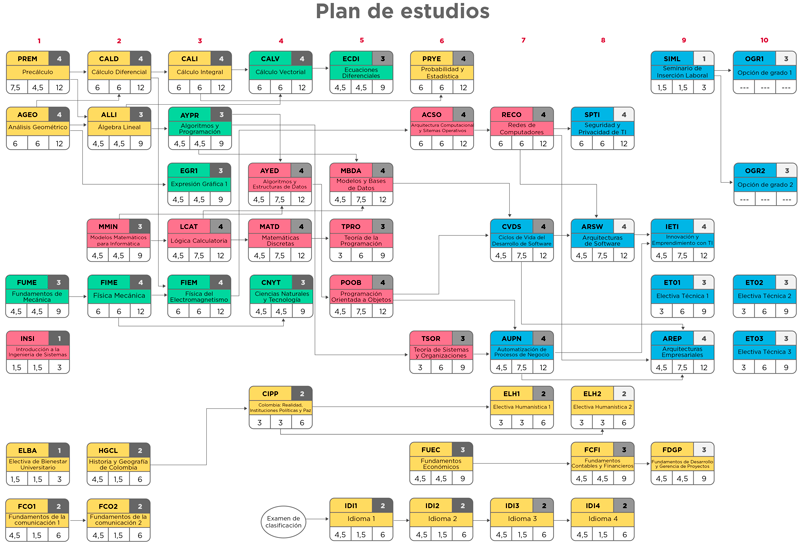 Plan de estudios
1 2 3 4 5 6 7 8 9 10
PREM 4 CALD 4 CALI 4 CALV 4 ECDI 3 PRYE 4 SIML 1 OGR1 3
Precálculo Cálculo Diferencial Cálculo Integral Cálculo Vectorial Ecuaciones Diferenciales Probabilidad y Estadística Seminario de Inserción Laboral Opción de grado 1
7,5 4,5 12 6 6 12 6 6 12 6 6 12 4,5 4,5 9 6 6 12 1,5 1,5 3 --- --- ---
AGEO 4 ALLI 3 AYPR 3 ACSO 4 RECO 4 SPTI 4
Análisis Geométrico Álgebra Lineal Algoritmos y Programación Arquitectura Computacional y Sitemas Operativos Redes de Computadores Seguridad y Privacidad de TI
6 6 12 4,5 4,5 9 4,5 4,5 9 6 6 12 6 6 12 6 6 12
EGR1 3 AYED 4 MBDA 4 OGR2 3
Expresión Gráfica 1 Algoritmos y Estructuras de Datos Modelos y Bases de Datos Opción de grado 2
4,5 4,5 9 4,5 7,5 12 4,5 7,5 12 --- --- ---
MMIN 3 LCAT 4 MATD 4 TPRO 3 CVDS 4 ARSW 4 IETI 4
Modelos Matemáticos para Informática Lógica Calculatoria Matemáticas Discretas Teoría de la Programación Ciclos de Vida del Desarrollo de Software Arquitecturas de Software Innovación y Emprendimiento con TI
4,5 4,5 9 4,5 7,5 12 4,5 7,5 12 3 6 9 4,5 7,5 12 4,5 7,5 12 4,5 7,5 12
FUME 3 FIME 4 FIEM 4 CNYT 3 POOB 4 ET01 3 ET02 3
Fundamentos de Mecánica Física Mecánica Física del Electromagnetismo Ciencias Naturales y Tecnología Programación Orientada a Objetos Electiva Técnica 1 Electiva Técnica 2
4,5 4,5 9 6 6 12 6 6 12 4,5 4,5 9 4,5 7,5 12 3 6 9 3 6 9
INSI 1 TSOR 3 AUPN 4 AREP 4 ET03 3
Introducción a la Ingeniería de Sistemas Teoría de Sistemas y Organizaciones Automatización de Procesos de Negocio Arquitecturas Empresariales Electiva Técnica 3
1,5 1,5 3 3 6 9 4,5 7,5 12 4,5 7,5 12 3 6 9
CIPP 2 ELH1 2 ELH2 2
Colombia: Realidad, Instituciones Políticas y Paz Electiva Humanística 1 Electiva Humanística 2
3 3 6 3 3 6 3 3 6
ELBA 1 HGCL 2 FUEC 3 FCFI 3 FDGP 3
Electiva de Bienestar Universitario Historia y Geografía de Colombia Fundamentos Económicos Fundamentos Contables y Financieros Fundamentos de Desarrollo y Gerencia de Proyectos
1,5 1,5 3 4,5 1,5 6 4,5 4,5 9 4,5 4,5 9 4,5 4,5 9
FCO1 2 FCO2 2 Examen de clasificación IDI1 2 IDI2 2 IDI3 2 IDI4 2
Fundamentos de la comunicación 1 Fundamentos de la comunicación 2 Idioma 1 Idioma 2 Idioma 3 Idioma 4
4,5 1,5 6 4,5 1,5 6 4,5 1,5 6 4,5 1,5 6 4,5 1,5 6 4,5 1,5 6